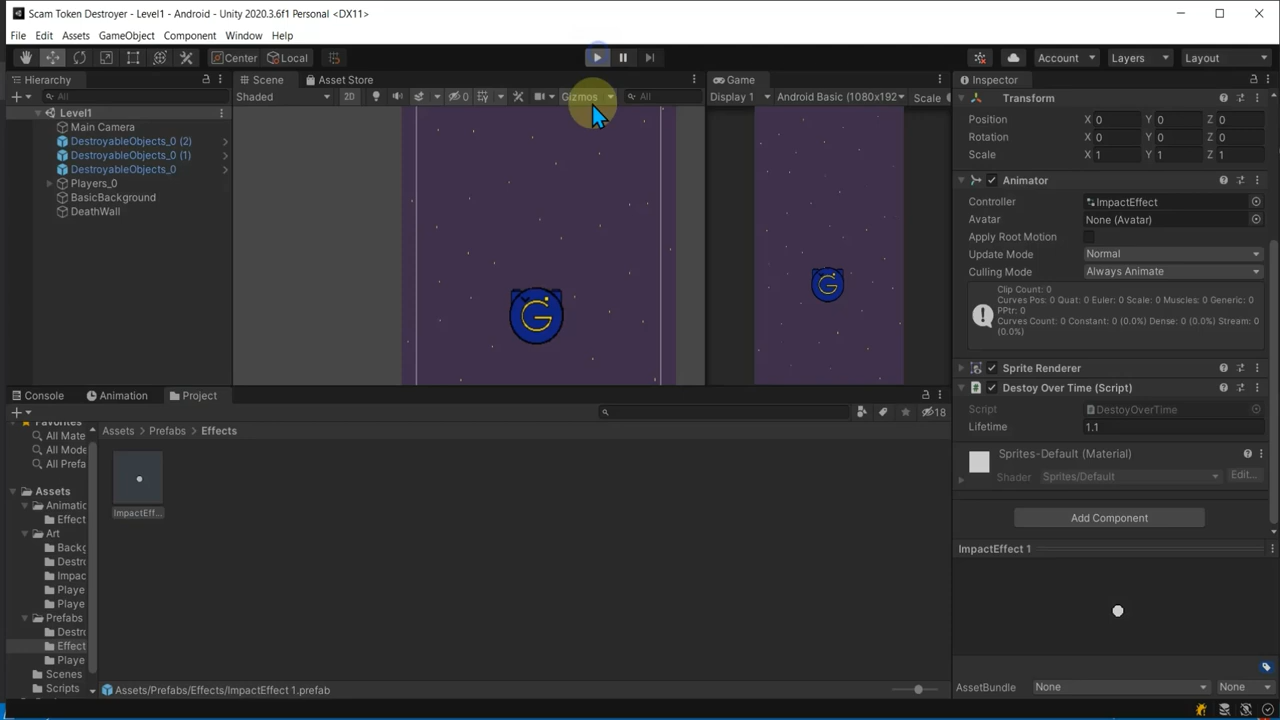 Scam Token Destroyer - Level1 - Android - Unity 2020.3.6f1 Personal <DX11>
File Edit Assets GameObject Component Window Help
Center Local Account Layers Layout
Hierarchy
All
Level1
Main Camera
DestroyableObjects_0 (2)
DestroyableObjects_0 (1)
DestroyableObjects_0
Players_0
BasicBackground
DeathWall
Scene Asset Store
Shaded 2D 0 Gizmos All
G
Game
Display 1 Android Basic (1080x192 Scale
G
Inspector
Transform
Position X 0 Y 0 Z 0
Rotation X 0 Y 0 Z 0
Scale X 1 Y 1 Z 1
Animator
Controller ImpactEffect
Avatar None (Avatar)
Apply Root Motion
Update Mode Normal
Culling Mode Always Animate
Clip Count: 0
Curves Pos: 0 Quat: 0 Euler: 0 Scale: 0 Muscles: 0 Generic: 0
PPtr: 0
Curves Count: 0 Constant: 0 (0.0%) Dense: 0 (0.0%) Stream: 0
(0.0%)
Sprite Renderer
Destoy Over Time (Script)
Script DestoyOverTime
Lifetime 1.1
Sprites-Default (Material)
Shader Sprites/Default Edit...
Add Component
ImpactEffect 1
AssetBundle None None
Console Animation Project
18
Favorites
All Mate
All Mode
All Prefa
Assets
Animatic
Effect
Art
Backg
Destro
Impac
Playe
Playe
Prefabs
Destro
Effect
Playe
Scenes
Scripts
Assets Prefabs Effects
ImpactEff...
Assets/Prefabs/Effects/ImpactEffect 1.prefab